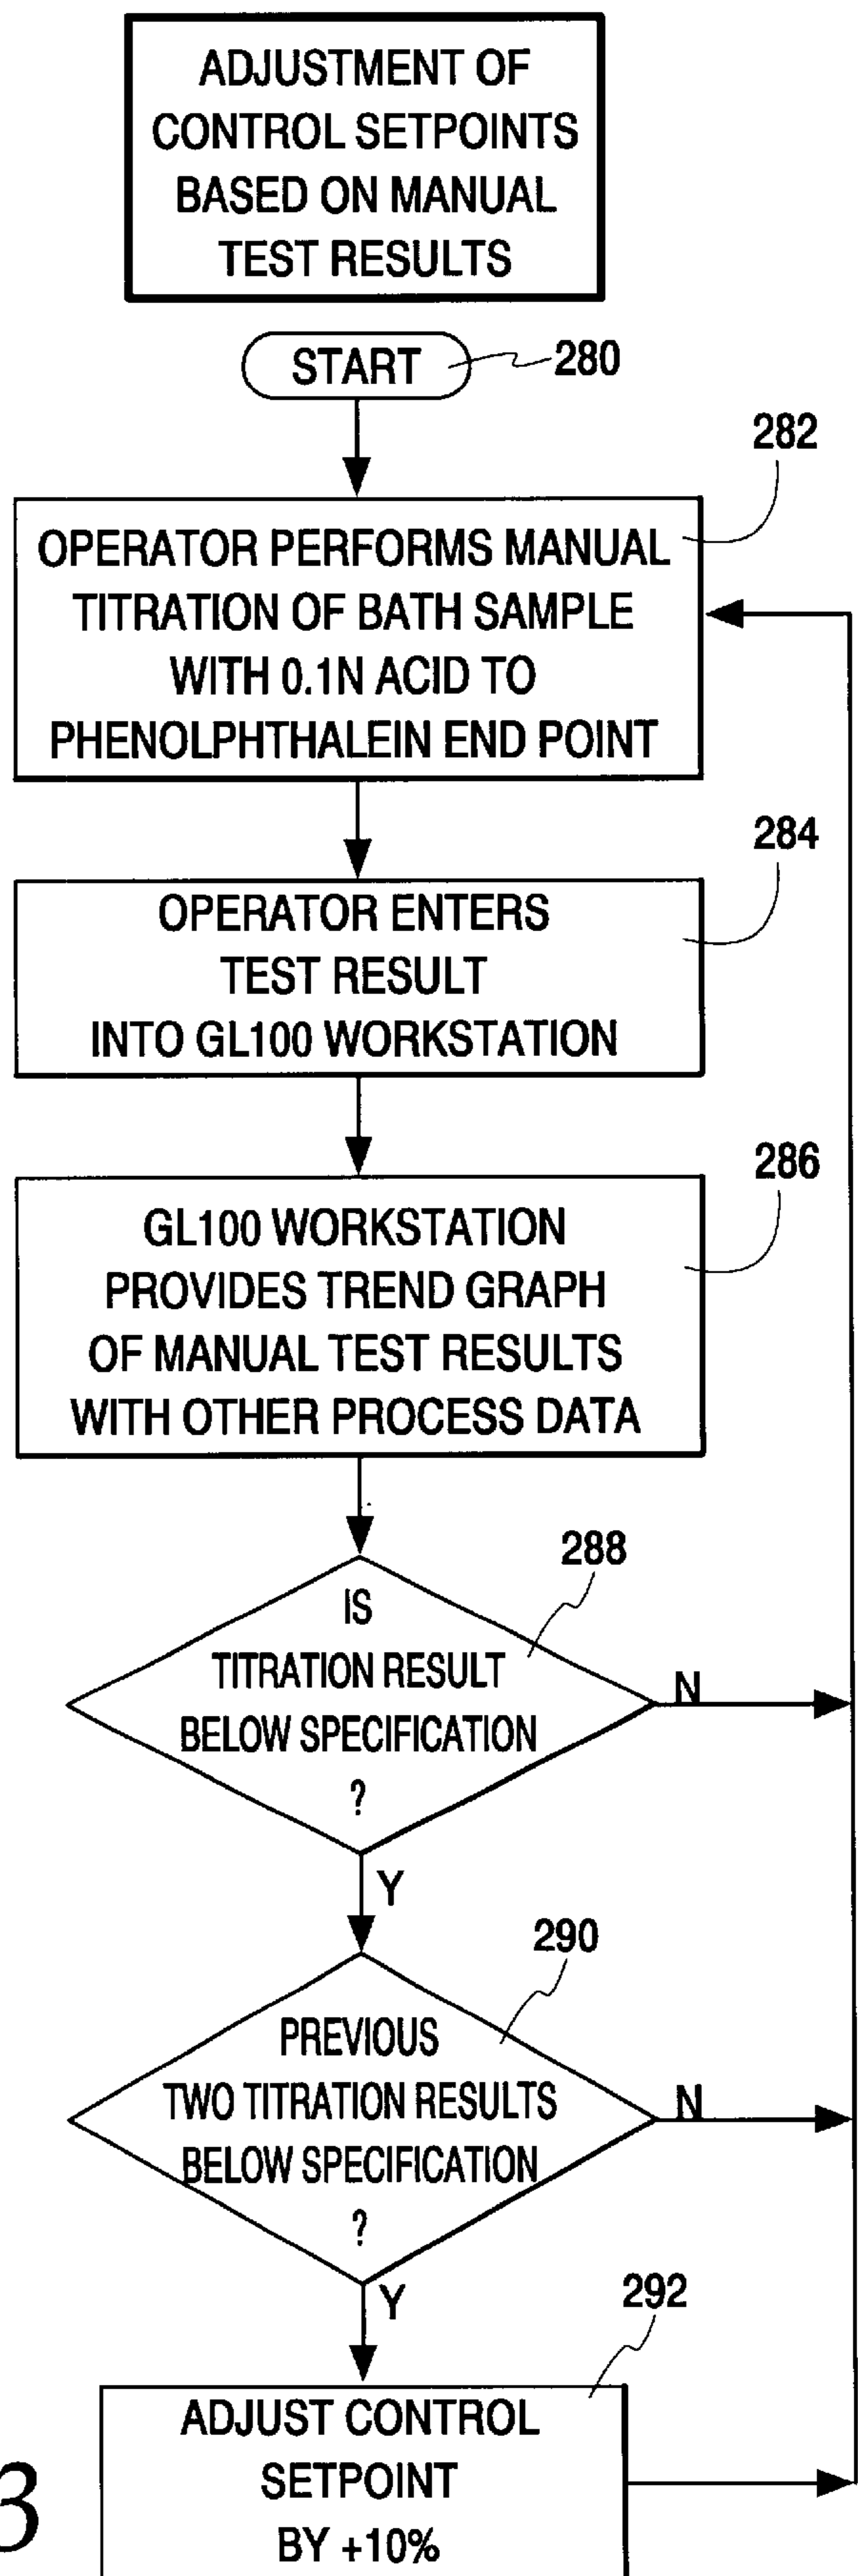 ADJUSTMENT OF
CONTROL SETPOINTS
BASED ON MANUAL
TEST RESULTS
START
280
282
OPERATOR PERFORMS MANUAL
TITRATION OF BATH SAMPLE
WITH 0.1N ACID TO
PHENOLPHTHALEIN END POINT
284
OPERATOR ENTERS
TEST RESULT
INTO GL100 WORKSTATION
286
GL100 WORKSTATION
PROVIDES TREND GRAPH
OF MANUAL TEST RESULTS
WITH OTHER PROCESS DATA
288
IS
TITRATION RESULT
BELOW SPECIFICATION
?
N
Y
290
PREVIOUS
TWO TITRATION RESULTS
BELOW SPECIFICATION
?
N
Y
292
ADJUST CONTROL
SETPOINT
BY +10%
3